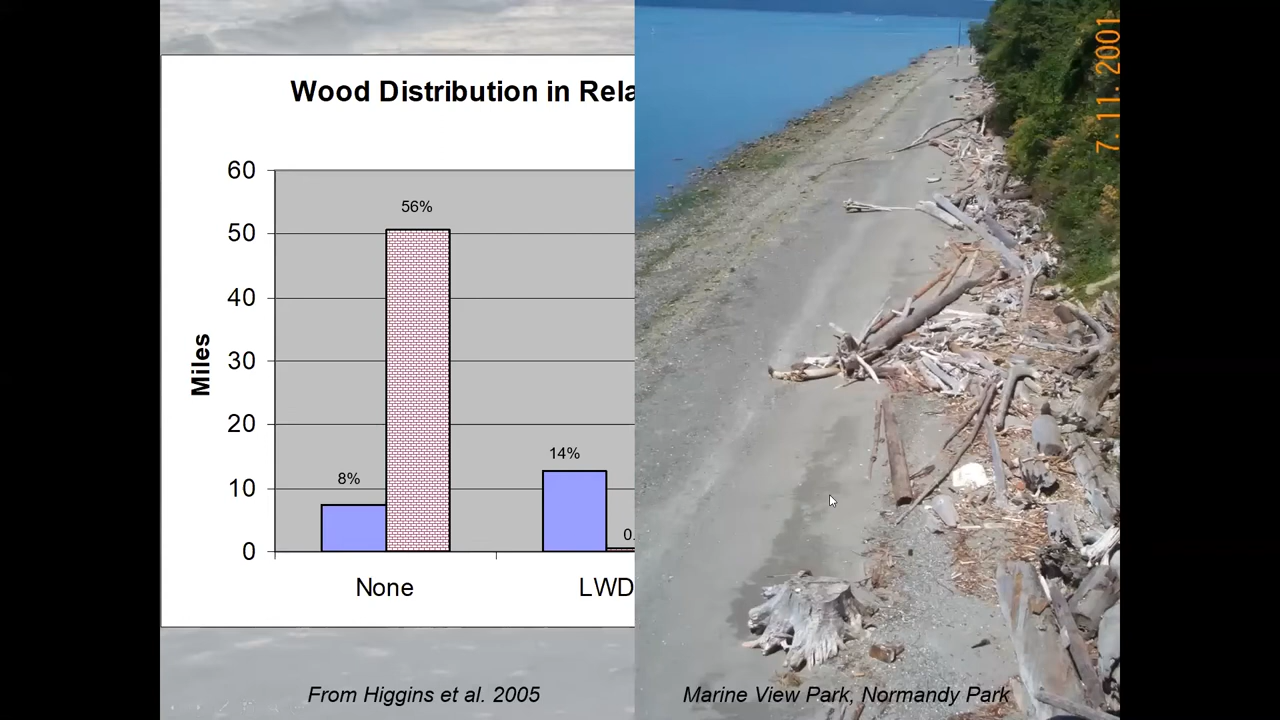 Wood Distribution in Rela
60
50
40
30
20
10
0
Miles
56%
8%
14%
0.
None
LWD
From Higgins et al. 2005
7. 11. 2001
Marine View Park, Normandy Park